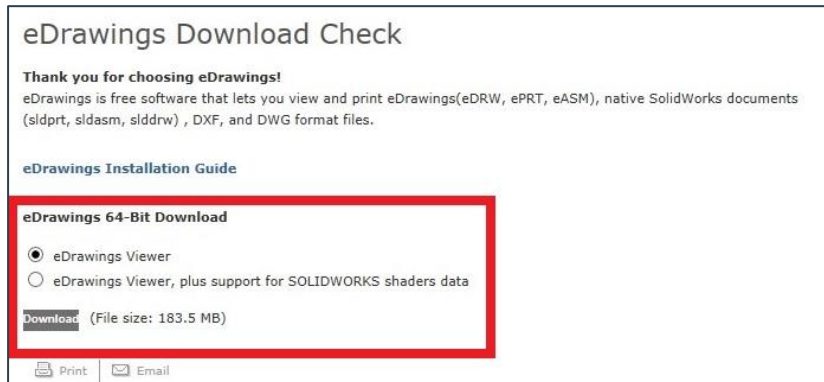 eDrawings Download Check
Thank you for choosing eDrawings!
eDrawings is free software that lets you view and print eDrawings(eDRW, ePRT, eASM), native SolidWorks documents
(sldprt, sldasm, slddrw) , DXF, and DWG format files.
eDrawings Installation Guide
eDrawings 64-Bit Download
eDrawings Viewer
eDrawings Viewer, plus support for SOLIDWORKS shaders data
Download (File size: 183.5 MB)
Print Email